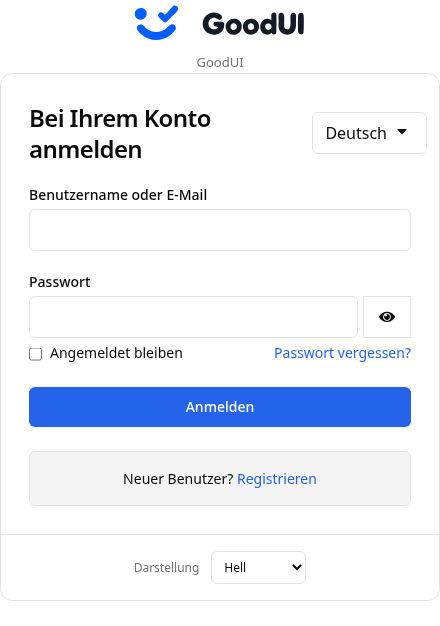 GoodUI
GoodUI
Bei Ihrem Konto
anmelden
Deutsch
Benutzername oder E-Mail
Passwort
Angemeldet bleiben
Passwort vergessen?
Anmelden
Neuer Benutzer? Registrieren
Darstellung
Hell